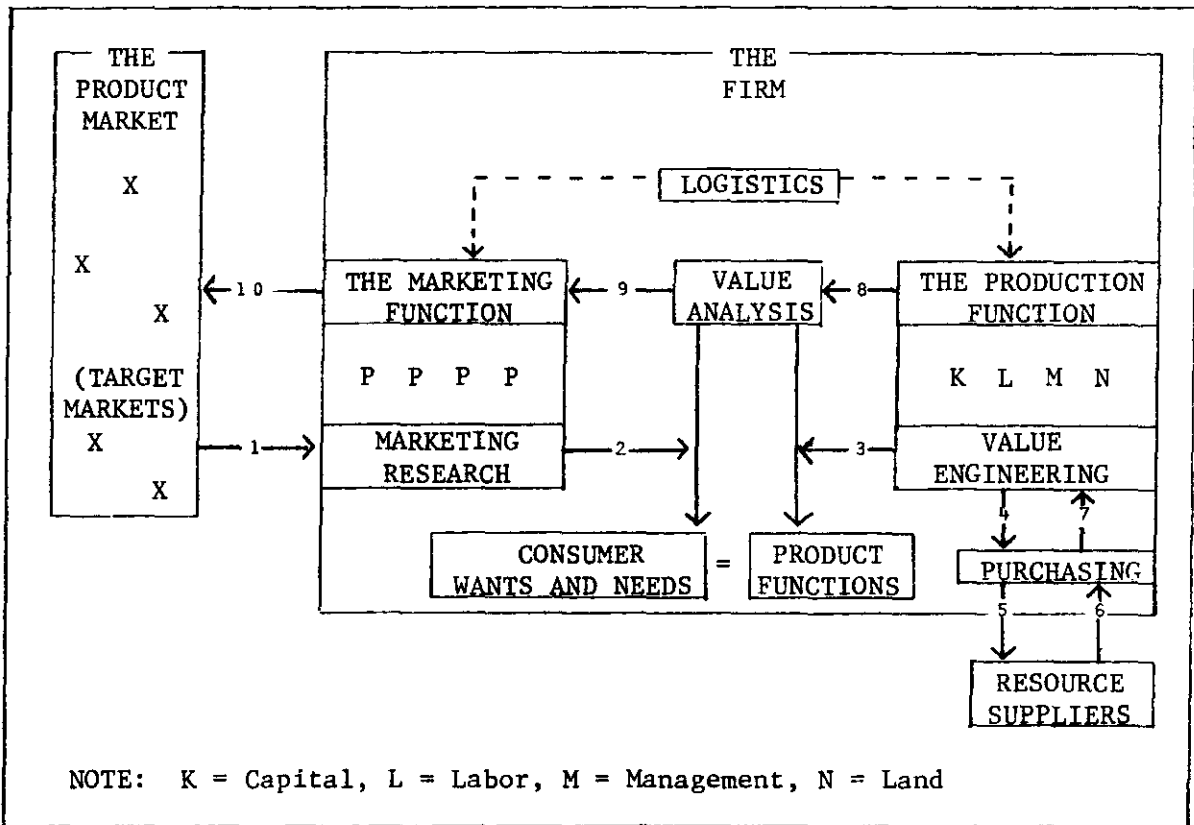 THE
PRODUCT
MARKET
X
X
X
(TARGET
MARKETS)
X
X
THE
FIRM
LOGISTICS
10
THE MARKETING
FUNCTION
9
VALUE
ANALYSIS
8
THE PRODUCTION
FUNCTION
P P P P
K L M N
1
MARKETING
RESEARCH
2
3
VALUE
ENGINEERING
4
7
CONSUMER
WANTS AND NEEDS
=
PRODUCT
FUNCTIONS
PURCHASING
5
6
RESOURCE
SUPPLIERS
NOTE: K = Capital, L = Labor, M = Management, N = Land